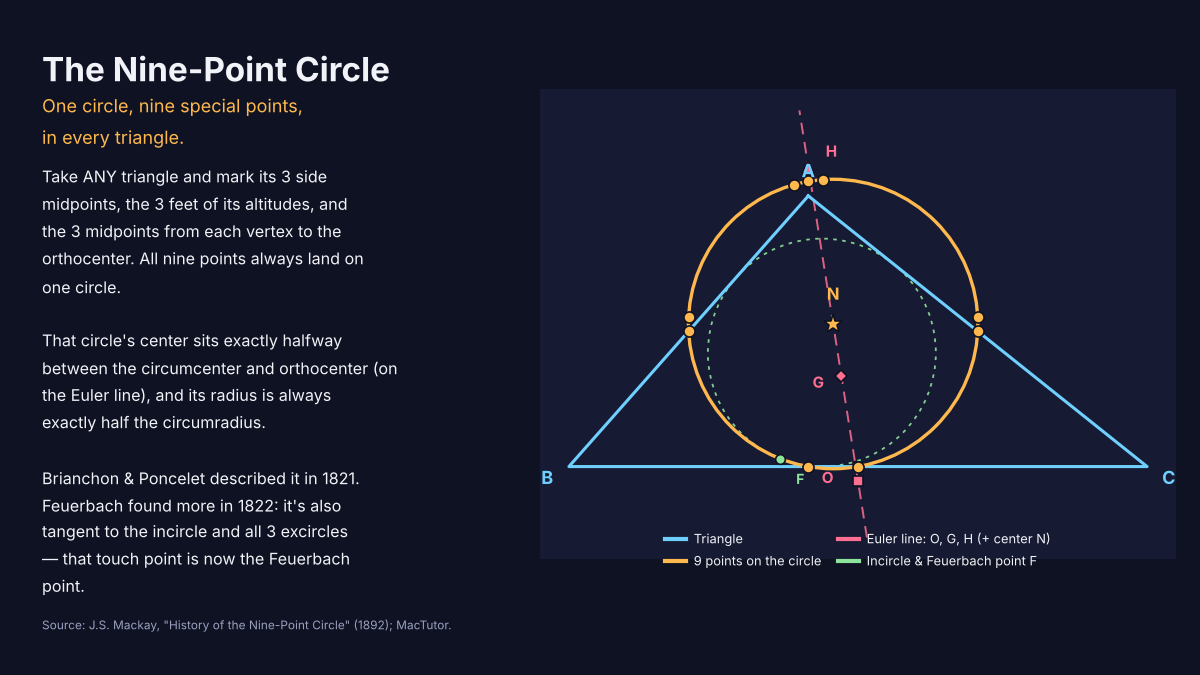 The Nine-Point Circle
One circle, nine special points,
in every triangle.
Take ANY triangle and mark its 3 side
midpoints, the 3 feet of its altitudes, and
the 3 midpoints from each vertex to the
orthocenter. All nine points always land on
one circle.
That circle's center sits exactly halfway
between the circumcenter and orthocenter (on
the Euler line), and its radius is always
exactly half the circumradius.
Brianchon & Poncelet described it in 1821.
Feuerbach found more in 1822: it's also
tangent to the incircle and all 3 excircles
— that touch point is now the Feuerbach
point.
Source: J.S. Mackay, "History of the Nine-Point Circle" (1892); MacTutor.
H
A
N
G
B
F
O
C
Triangle
Euler line: O, G, H (+ center N)
9 points on the circle
Incircle & Feuerbach point F